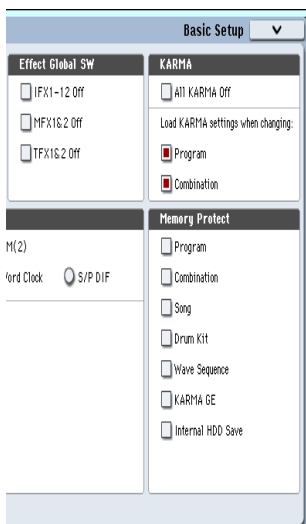 Basic Setup
Effect Global SW
IFX1-12 Off
MFX1&2 Off
TFX1&2 Off
KARMA
All KARMA Off
Load KARMA settings when changing:
Program
Combination
M(2)
Word Clock S/P DIF
Memory Protect
Program
Combination
Song
Drum Kit
Wave Sequence
KARMA GE
Internal HDD Save